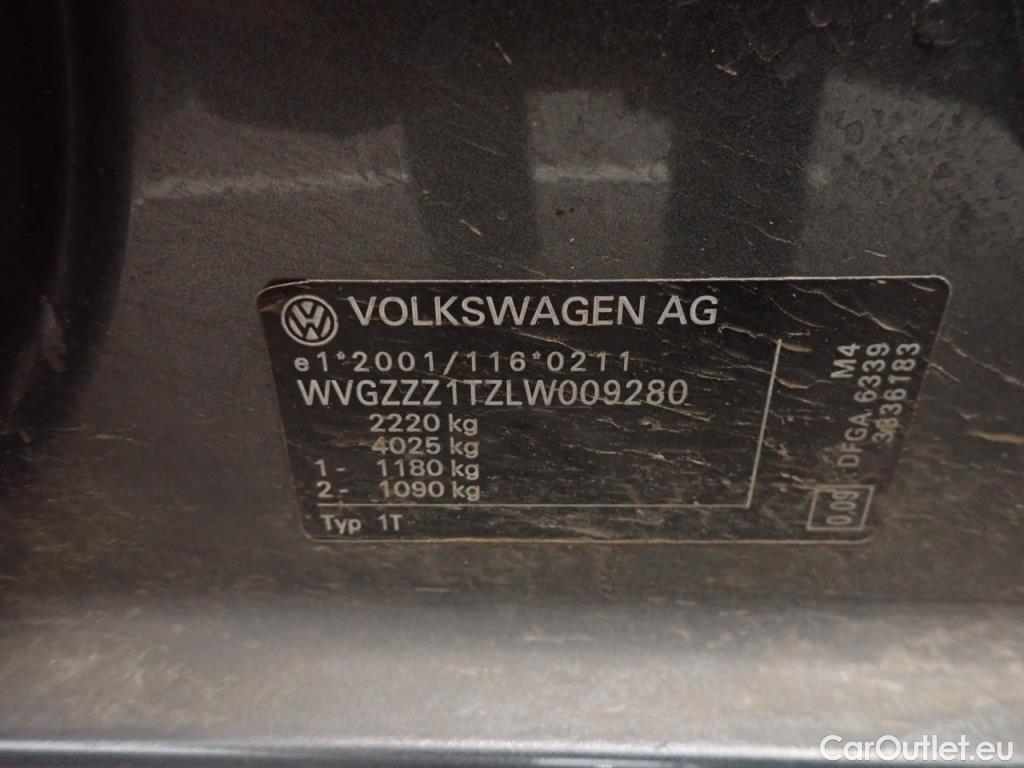 VOLKSWAGEN AG
e1*2001/116*0211
WVGZZZ1TZLW009280
2220 kg
4025 kg
1- 1180 kg
2- 1090 kg
Typ 1T
M4
DFGA 6339
0.09
CarOutlet.eu